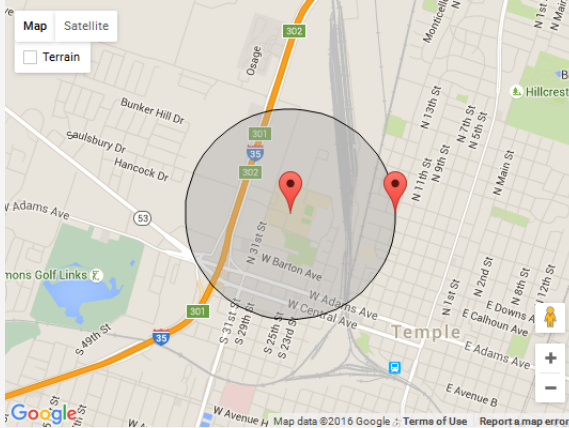 Map Satellite
Terrain
302
Osage
Monticello
N 1st
Hillcrest
Bunker Hill Dr
301
35
302
Saulsbury Dr
Hancock Dr
N 13th St
N 11th St
N 9th St
N 7th St
N 5th St
N Main St
W Adams Ave
53
N 31st St
W Barton Ave
mons Golf Links
W Adams Ave
W Central Ave
N 1st St
N 2nd St
N 8th St
12th St
E Downs A
E Calhoun Ave
E Adams Ave
Temple
301
35
S 49th St
S 31st St
S 29th St
S 25th St
S 23rd St
E Avenue B
W Avenue H
7th St
+
−
Google
Map data ©2016 Google
Terms of Use
Report a map error